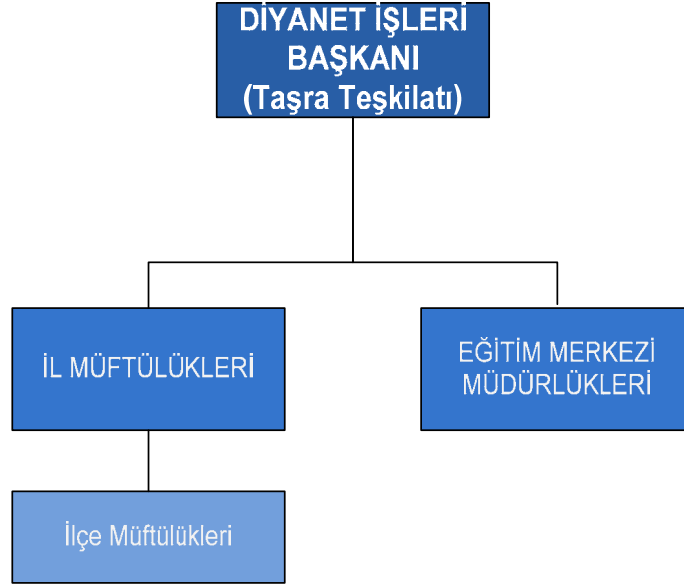 DİYANET İŞLERİ
BAŞKANI
(Taşra Teşkilatı)
İL MÜFTÜLÜKLERİ
EĞİTİM MERKEZİ
MÜDÜRLÜKLERİ
İlçe Müftülükleri